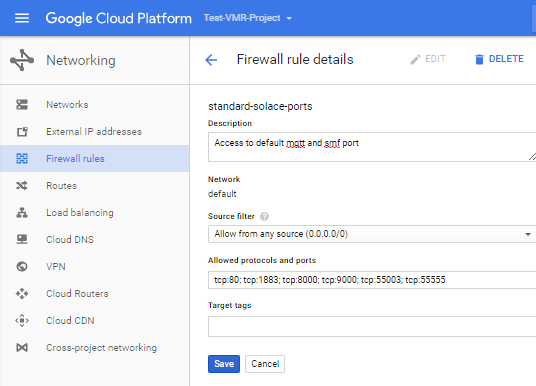 Google Cloud Platform Test-VMR-Project
Networking
Firewall rule details EDIT DELETE
Networks
External IP addresses
Firewall rules
Routes
Load balancing
Cloud DNS
VPN
Cloud Routers
Cloud CDN
Cross-project networking
standard-solace-ports
Description
Access to default mqtt and smf port
Network
default
Source filter ?
Allow from any source (0.0.0.0/0)
Allowed protocols and ports
tcp:80; tcp:1883; tcp:8000; tcp:9000; tcp:55003; tcp:55555
Target tags
Save Cancel